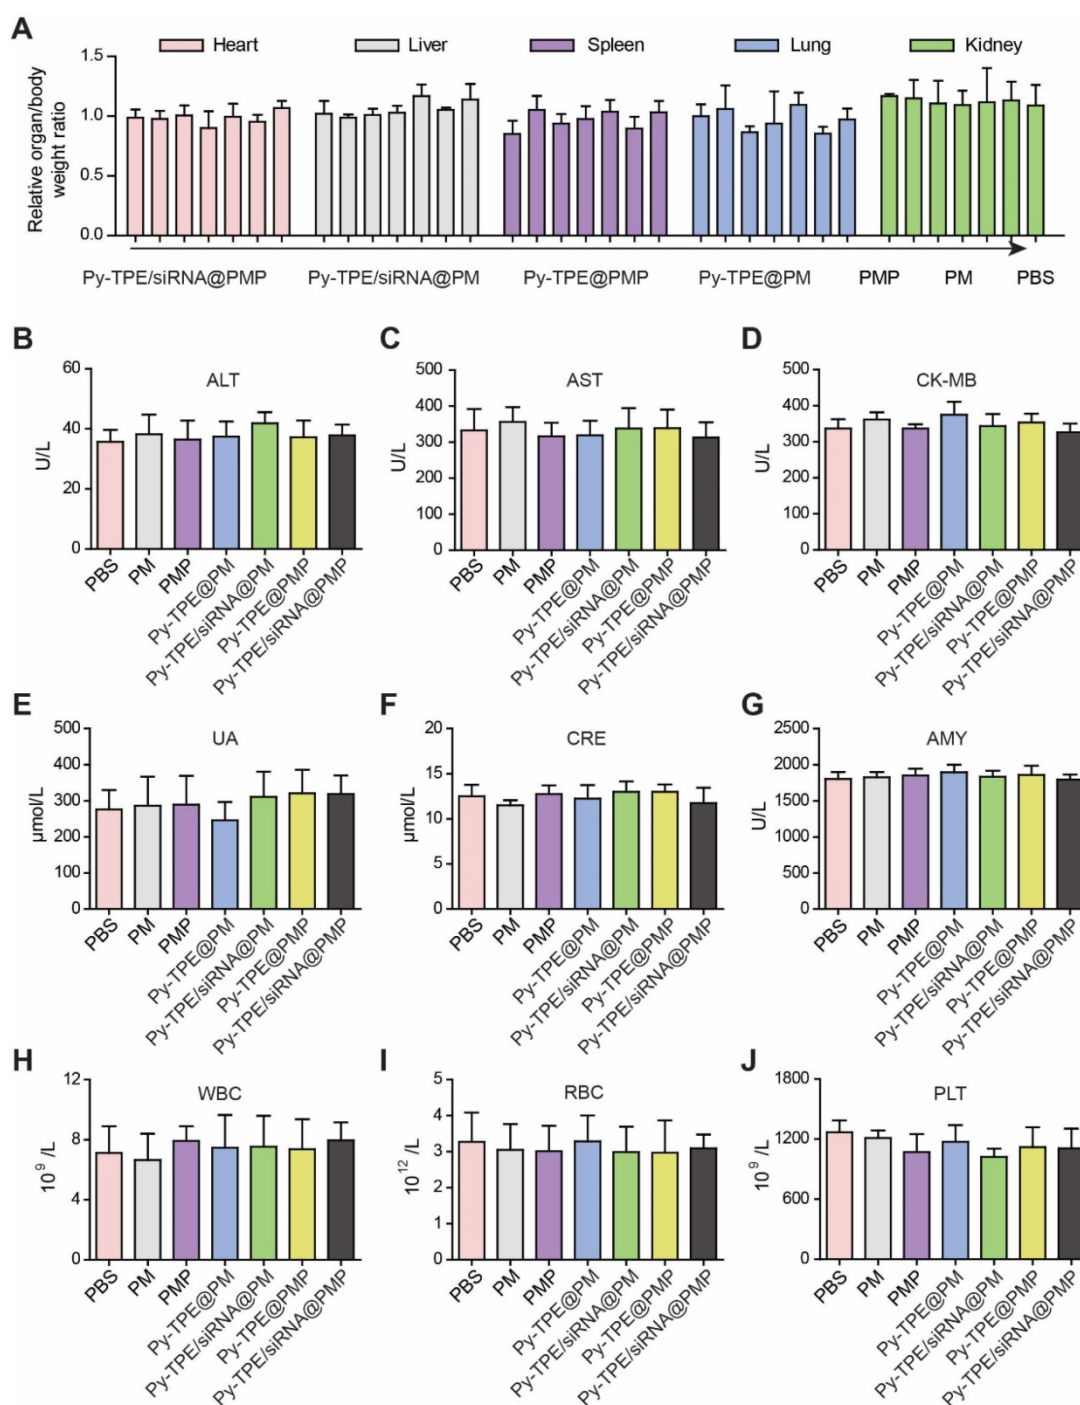 A
Heart Liver Spleen Lung Kidney
Relative organ/body
weight ratio
1.5
1.0
0.5
0.0
Py-TPE/siRNA@PMP Py-TPE/siRNA@PM Py-TPE@PMP Py-TPE@PM PMP PM PBS
B
ALT
U/L
60
40
20
0
PBS
PM
PMP
Py-TPE@PM
Py-TPE/siRNA@PM
Py-TPE@PMP
Py-TPE/siRNA@PMP
C
AST
U/L
500
400
300
200
100
0
PBS
PM
PMP
Py-TPE@PM
Py-TPE/siRNA@PM
Py-TPE@PMP
Py-TPE/siRNA@PMP
D
CK-MB
U/L
500
400
300
200
100
0
PBS
PM
PMP
Py-TPE@PM
Py-TPE/siRNA@PM
Py-TPE@PMP
Py-TPE/siRNA@PMP
E
UA
µmol/L
500
400
300
200
100
0
PBS
PM
PMP
Py-TPE@PM
Py-TPE/siRNA@PM
Py-TPE@PMP
Py-TPE/siRNA@PMP
F
CRE
µmol/L
20
15
10
5
0
PBS
PM
PMP
Py-TPE@PM
Py-TPE/siRNA@PM
Py-TPE@PMP
Py-TPE/siRNA@PMP
G
AMY
U/L
2500
2000
1500
1000
500
0
PBS
PM
PMP
Py-TPE@PM
Py-TPE/siRNA@PM
Py-TPE@PMP
Py-TPE/siRNA@PMP
H
WBC
10⁹ /L
12
8
4
0
PBS
PM
PMP
Py-TPE@PM
Py-TPE/siRNA@PM
Py-TPE@PMP
Py-TPE/siRNA@PMP
I
RBC
10¹² /L
5
4
3
2
1
0
PBS
PM
PMP
Py-TPE@PM
Py-TPE/siRNA@PM
Py-TPE@PMP
Py-TPE/siRNA@PMP
J
PLT
10⁹ /L
1800
1200
600
0
PBS
PM
PMP
Py-TPE@PM
Py-TPE/siRNA@PM
Py-TPE@PMP
Py-TPE/siRNA@PMP